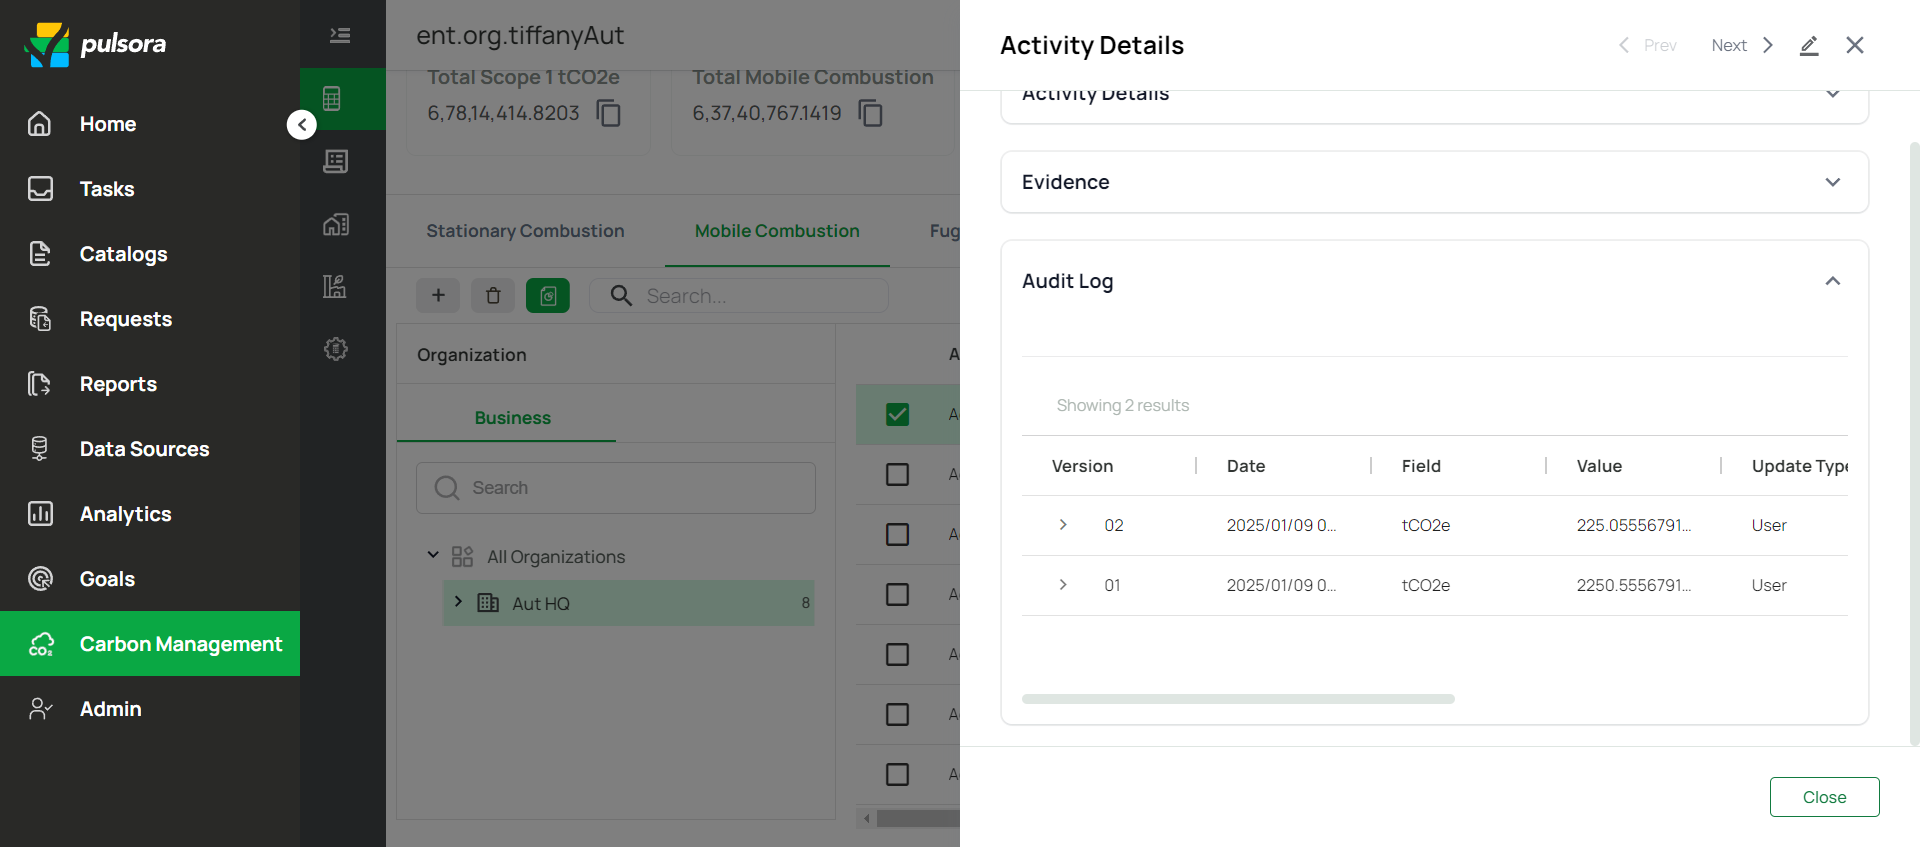 pulsora
Home
Tasks
Catalogs
Requests
Reports
Data Sources
Analytics
Goals
Carbon Management
Admin
ent.org.tiffanyAut
Total Scope 1 tCO2e
6,78,14,414.8203
Total Mobile Combustion
6,37,40,767.1419
Stationary Combustion
Mobile Combustion
Fug
Search...
Organization
Business
Search
All Organizations
Aut HQ
8
A
A
A
A
A
A
A
A
Activity Details
Prev
Next
Activity Details
Evidence
Audit Log
Showing 2 results
Version
Date
Field
Value
Update Type
02
2025/01/09 0...
tCO2e
225.05556791...
User
01
2025/01/09 0...
tCO2e
2250.5556791...
User
Close